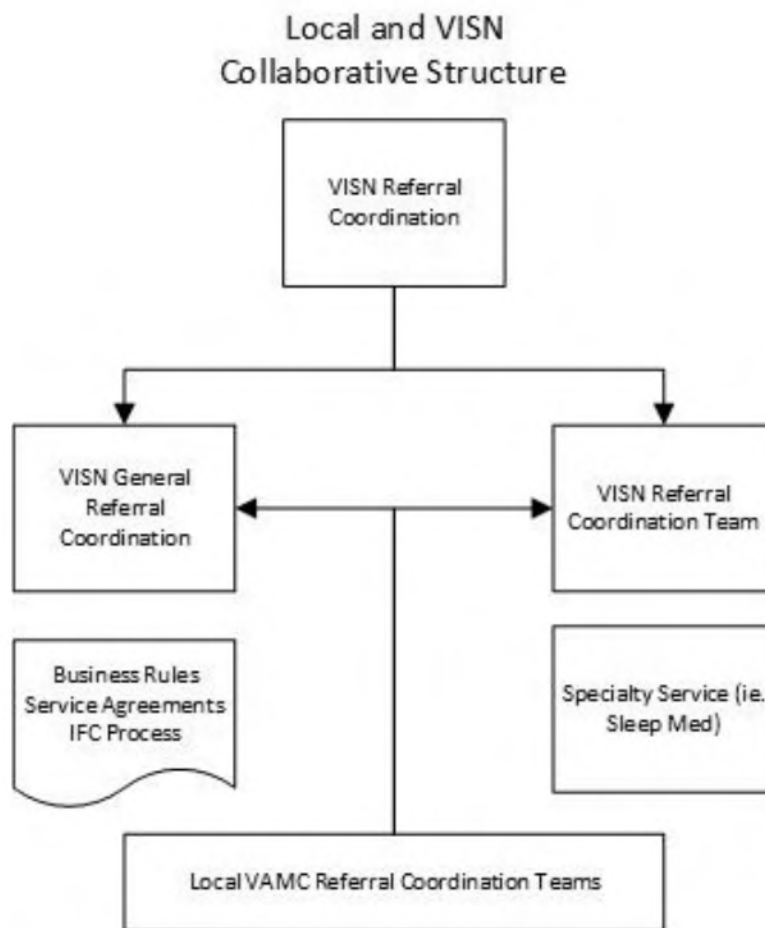 Local and VISN
Collaborative Structure
VISN Referral
Coordination
VISN General
Referral
Coordination
VISN Referral
Coordination Team
Business Rules
Service Agreements
IFC Process
Specialty Service (ie.
Sleep Med)
Local VAMC Referral Coordination Teams